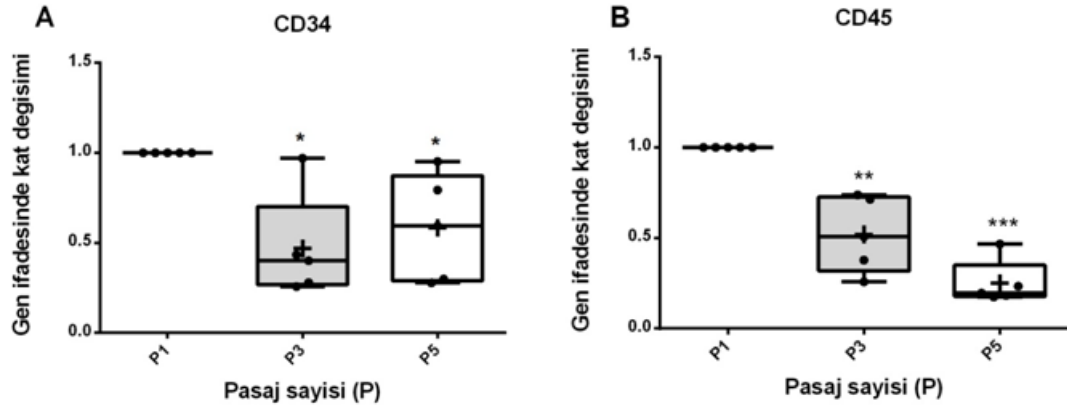 A
CD34
Gen ifadesinde kat degisimi
1.5
1.0
0.5
0.0
*
*
P1
P3
P5
Pasaj sayisi (P)
B
CD45
Gen ifadesinde kat degisimi
1.5
1.0
0.5
0.0
**
***
P1
P3
P5
Pasaj sayisi (P)